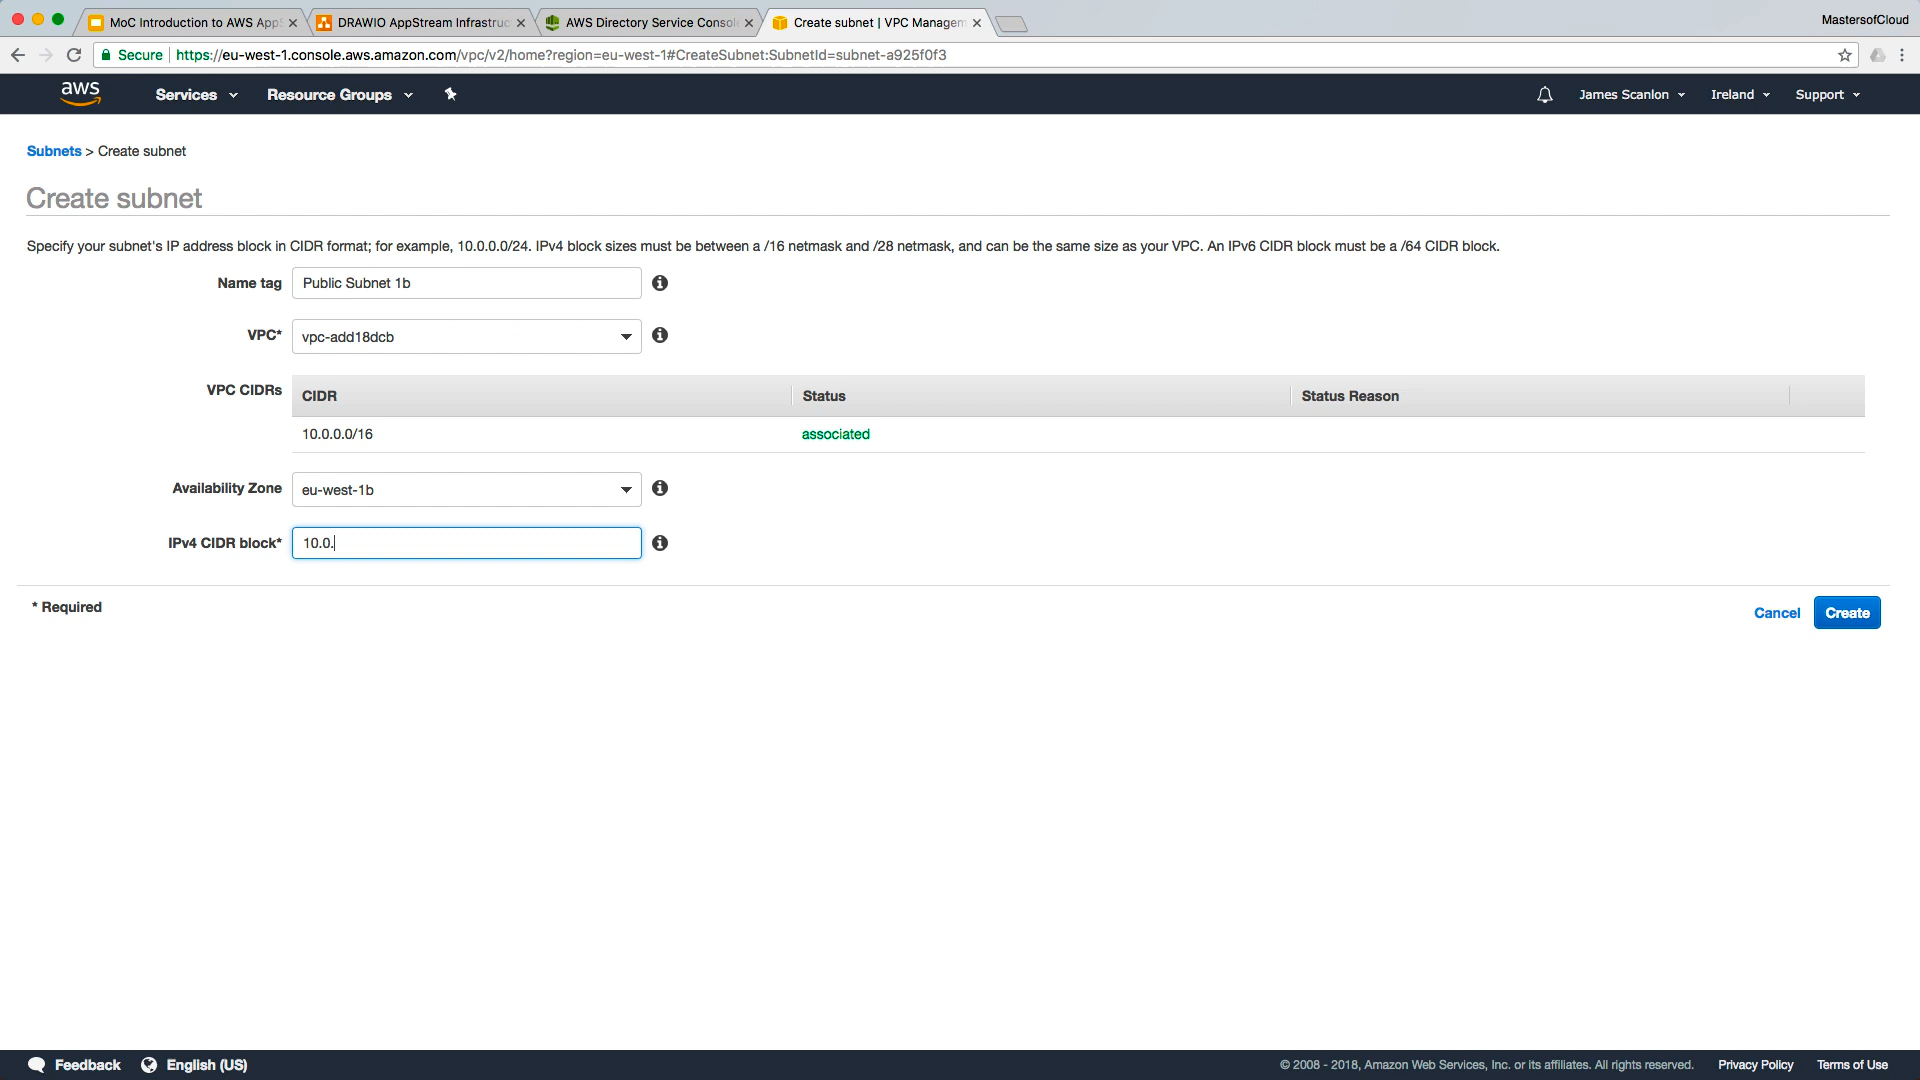 MoC Introduction to AWS AppS
DRAWIO AppStream Infrastruc
AWS Directory Service Console
Create subnet | VPC Managem
MastersofCloud
Secure
https://eu-west-1.console.aws.amazon.com/vpc/v2/home?region=eu-west-1#CreateSubnet:SubnetId=subnet-a925f0f3
aws
Services
Resource Groups
James Scanlon
Ireland
Support
Subnets > Create subnet
Create subnet
Specify your subnet's IP address block in CIDR format; for example, 10.0.0.0/24. IPv4 block sizes must be between a /16 netmask and /28 netmask, and can be the same size as your VPC. An IPv6 CIDR block must be a /64 CIDR block.
Name tag
Public Subnet 1b
VPC*
vpc-add18dcb
VPC CIDRs
CIDR
Status
Status Reason
10.0.0.0/16
associated
Availability Zone
eu-west-1b
IPv4 CIDR block*
10.0.
* Required
Cancel
Create
Feedback
English (US)
© 2008 - 2018, Amazon Web Services, Inc. or its affiliates. All rights reserved.
Privacy Policy
Terms of Use